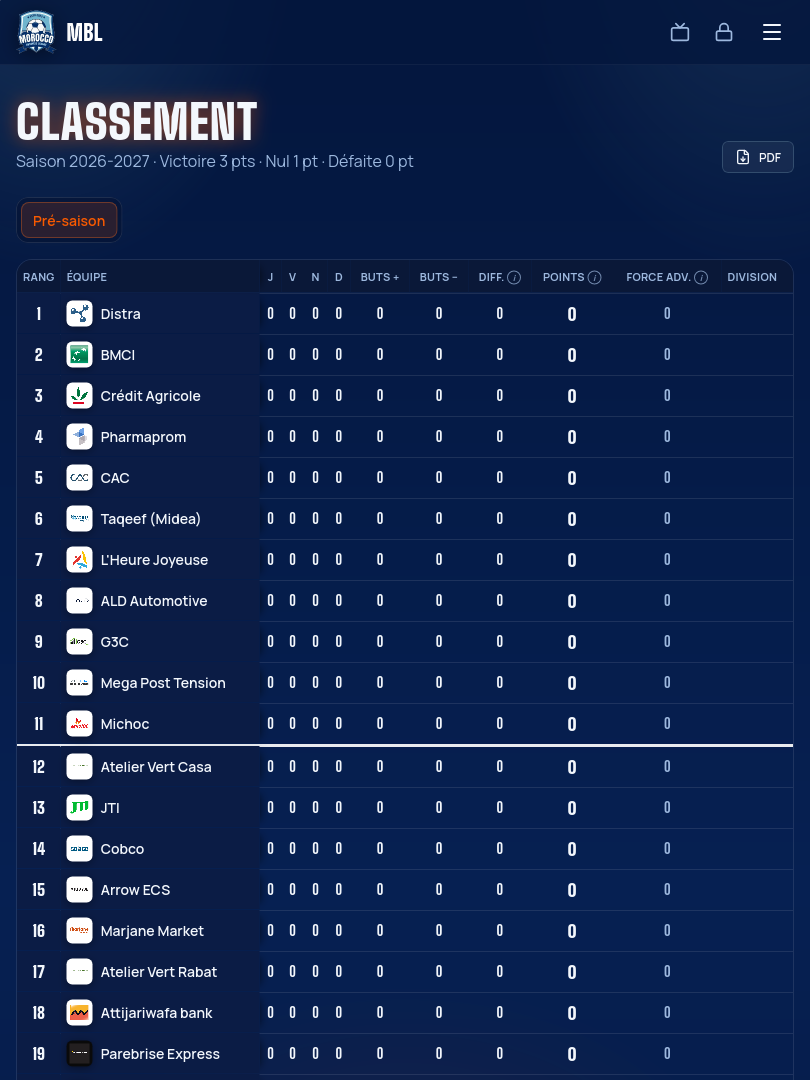 MOROCCO
MBL
CLASSEMENT
Saison 2026-2027 · Victoire 3 pts · Nul 1 pt · Défaite 0 pt
PDF
Pré-saison
RANG ÉQUIPE J V N D BUTS + BUTS − DIFF. i POINTS i FORCE ADV. i DIVISION
1 Distra 0 0 0 0 0 0 0 0 0
2 BMCI 0 0 0 0 0 0 0 0 0
3 Crédit Agricole 0 0 0 0 0 0 0 0 0
4 Pharmaprom 0 0 0 0 0 0 0 0 0
5 CAC 0 0 0 0 0 0 0 0 0
6 Taqeef (Midea) 0 0 0 0 0 0 0 0 0
7 L'Heure Joyeuse 0 0 0 0 0 0 0 0 0
8 ALD Automotive 0 0 0 0 0 0 0 0 0
9 G3C 0 0 0 0 0 0 0 0 0
10 Mega Post Tension 0 0 0 0 0 0 0 0 0
11 Michoc 0 0 0 0 0 0 0 0 0
12 Atelier Vert Casa 0 0 0 0 0 0 0 0 0
13 JTI 0 0 0 0 0 0 0 0 0
14 Cobco 0 0 0 0 0 0 0 0 0
15 Arrow ECS 0 0 0 0 0 0 0 0 0
16 Marjane Market 0 0 0 0 0 0 0 0 0
17 Atelier Vert Rabat 0 0 0 0 0 0 0 0 0
18 Attijariwafa bank 0 0 0 0 0 0 0 0 0
19 Parebrise Express 0 0 0 0 0 0 0 0 0